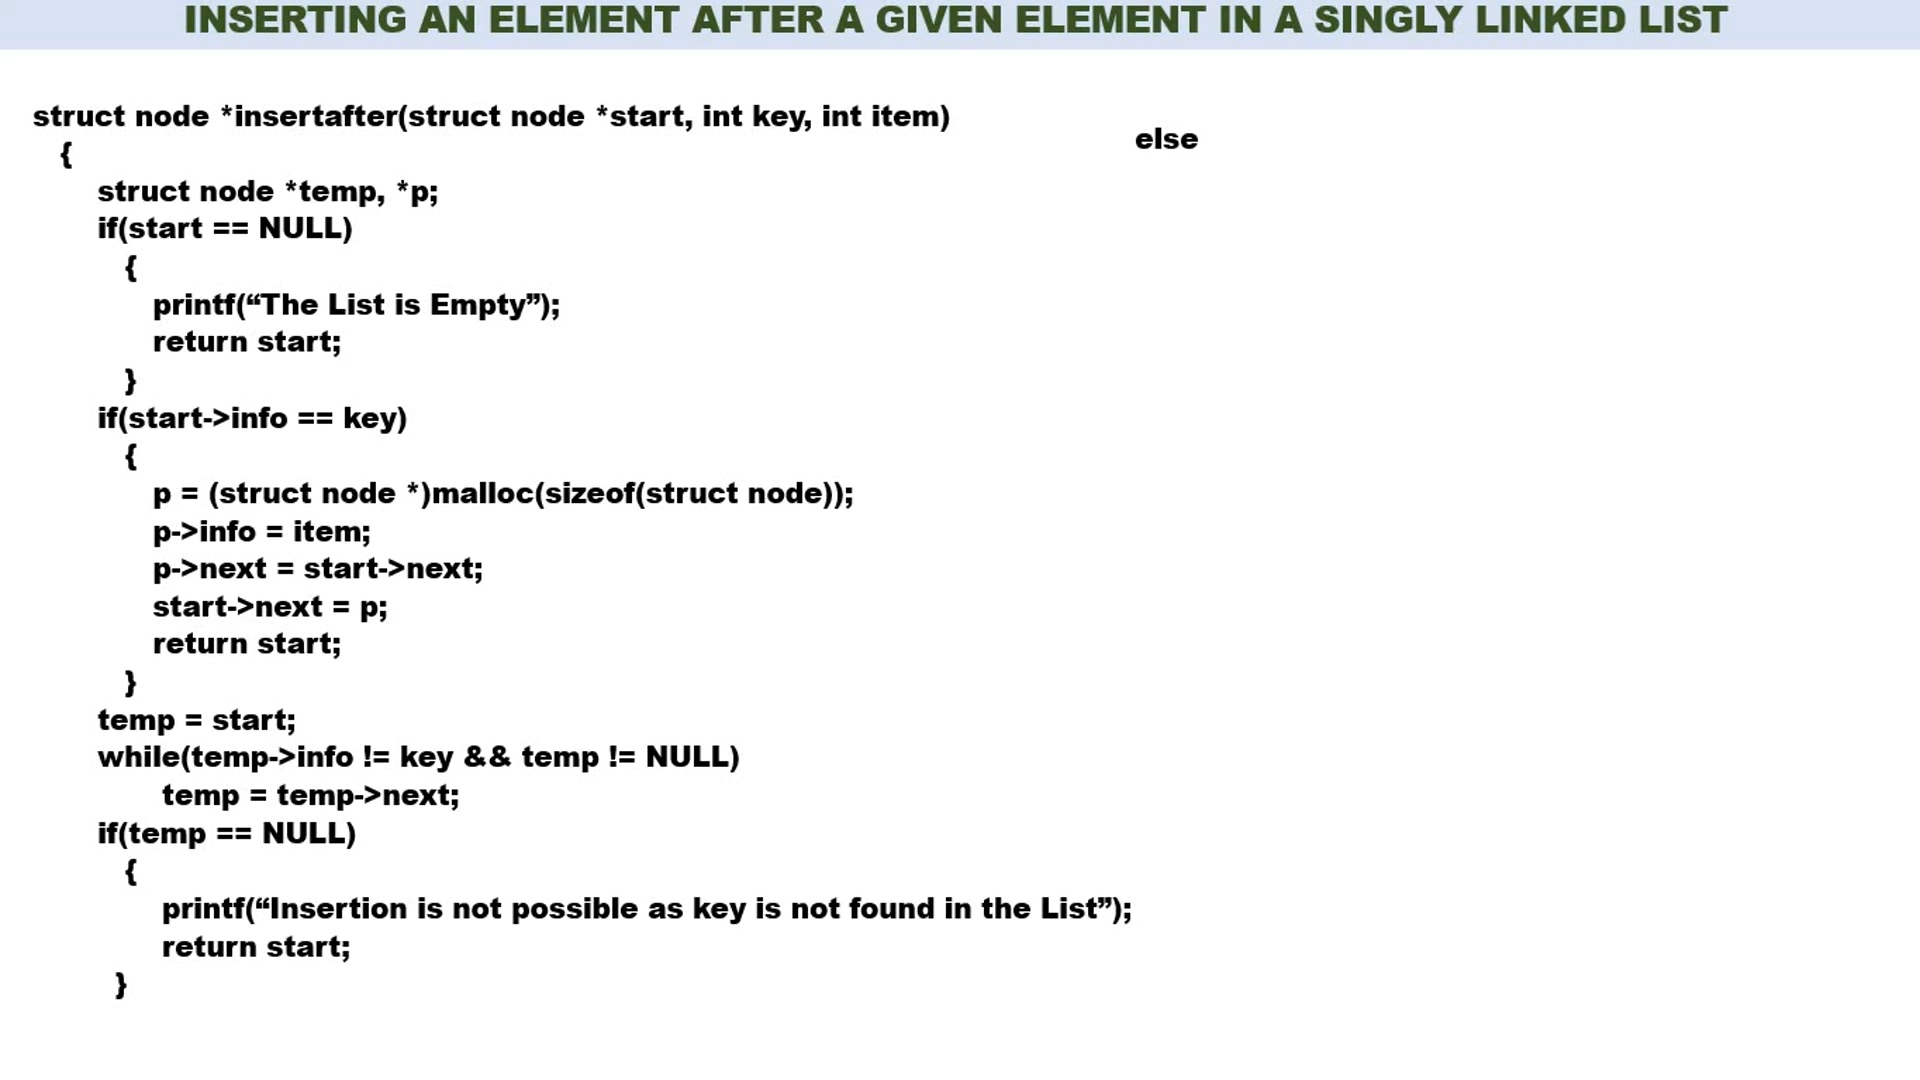 INSERTING AN ELEMENT AFTER A GIVEN ELEMENT IN A SINGLY LINKED LIST
struct node *insertafter(struct node *start, int key, int item)
{
struct node *temp, *p;
if(start == NULL)
{
printf(“The List is Empty”);
return start;
}
if(start->info == key)
{
p = (struct node *)malloc(sizeof(struct node));
p->info = item;
p->next = start->next;
start->next = p;
return start;
}
temp = start;
while(temp->info != key && temp != NULL)
temp = temp->next;
if(temp == NULL)
{
printf(“Insertion is not possible as key is not found in the List”);
return start;
}
else